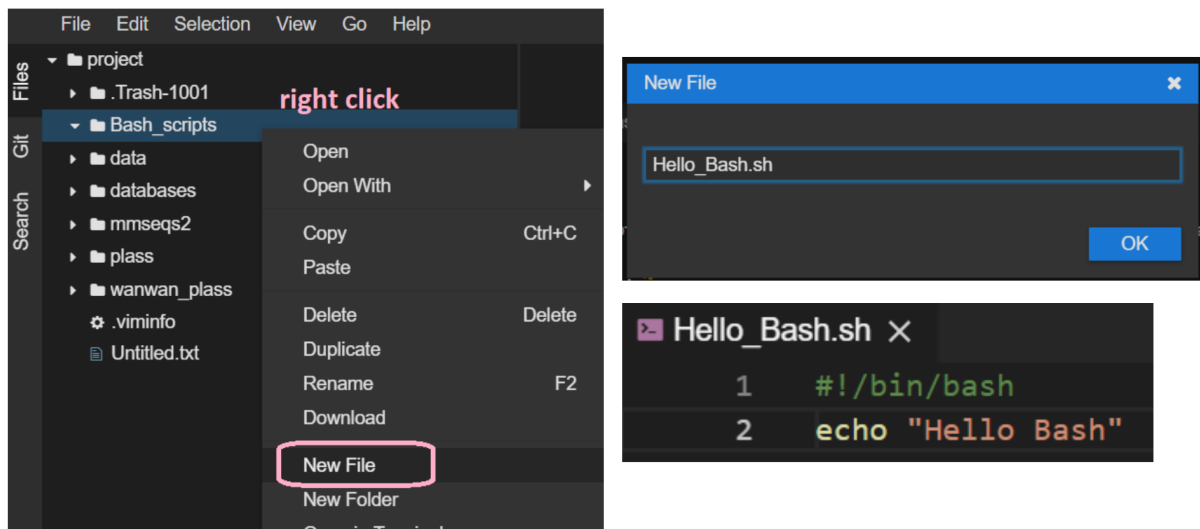 File Edit Selection View Go Help
Files
Git
Search
project
.Trash-1001
right click
Bash_scripts
data
databases
mmseqs2
plass
wanwan_plass
.viminfo
Untitled.txt
Open
Open With
Copy Ctrl+C
Paste
Delete Delete
Duplicate
Rename F2
Download
New File
New Folder
New File
Hello_Bash.sh
OK
Hello_Bash.sh
1 #!/bin/bash
2 echo "Hello Bash"